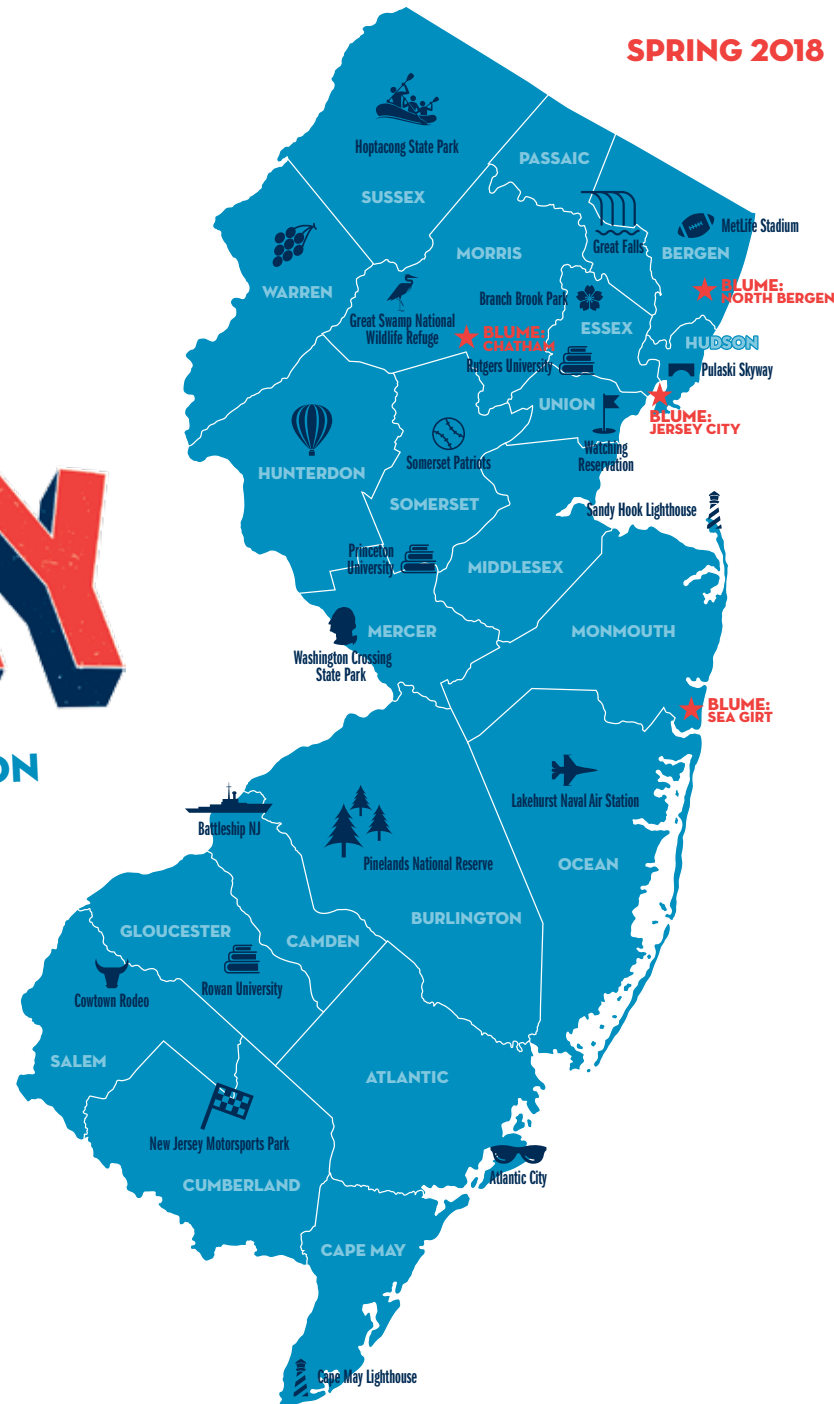 SPRING 2018
Hoptacong State Park
PASSAIC
SUSSEX
MetLife Stadium
Great Falls
MORRIS
BERGEN
WARREN
BLUME:
NORTH BERGEN
Branch Brook Park
Great Swamp National
Wildlife Refuge
ESSEX
BLUME:
CHATHAM
HUDSON
Rutgers University
Pulaski Skyway
UNION
BLUME:
JERSEY CITY
Watching
Reservation
Somerset Patriots
HUNTERDON
SOMERSET
Sandy Hook Lighthouse
Princeton
University
MIDDLESEX
MERCER
MONMOUTH
Washington Crossing
State Park
BLUME:
SEA GIRT
Y
ON
Lakehurst Naval Air Station
Battleship NJ
Pinelands National Reserve
OCEAN
BURLINGTON
GLOUCESTER
CAMDEN
Rowan University
Cowtown Rodeo
SALEM
ATLANTIC
New Jersey Motorsports Park
Atlantic City
CUMBERLAND
CAPE MAY
Cape May Lighthouse